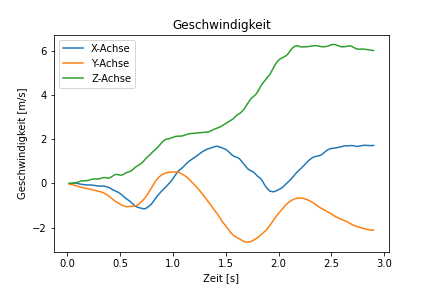 Geschwindigkeit
X-Achse
Y-Achse
Z-Achse
Geschwindigkeit [m/s]
6
4
2
0
−2
0.0 0.5 1.0 1.5 2.0 2.5 3.0
Zeit [s]